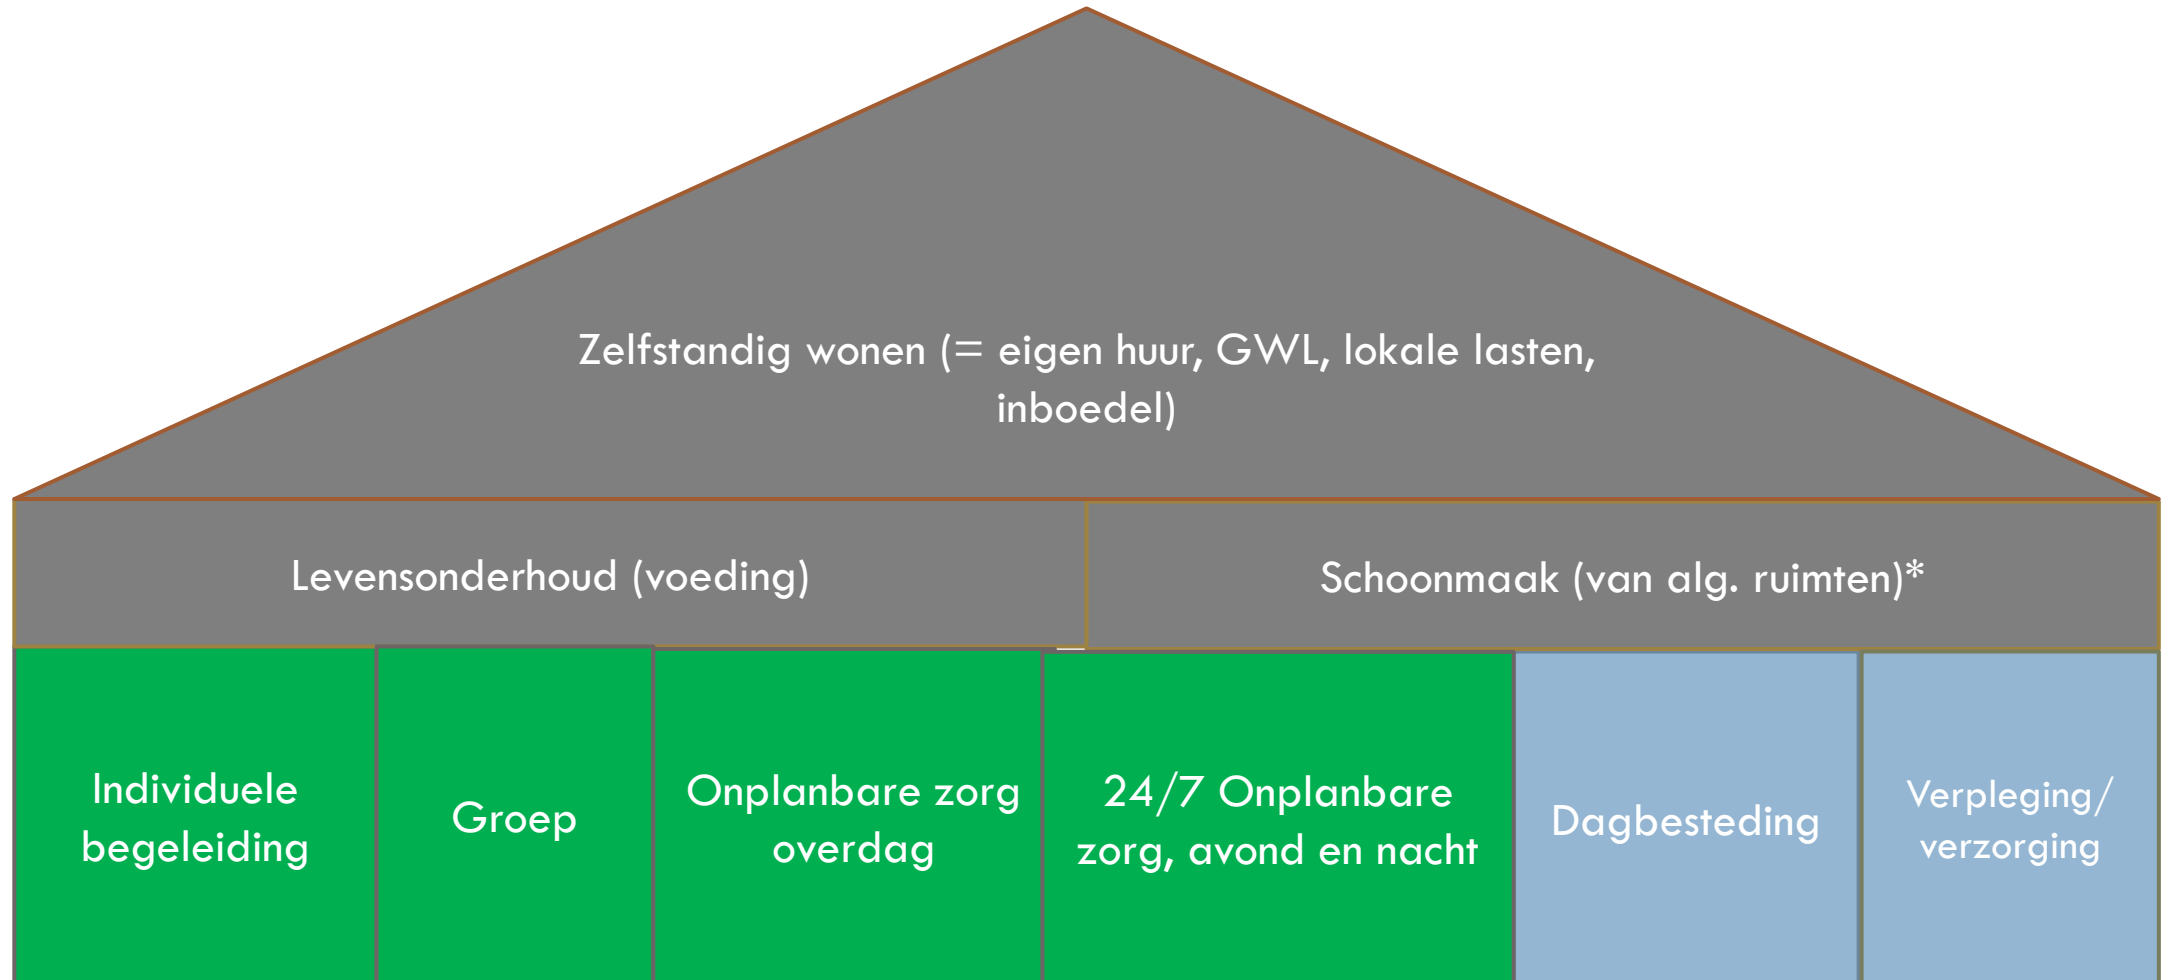 Zelfstandig wonen (= eigen huur, GWL, lokale lasten,
inboedel)
Levensonderhoud (voeding)
Schoonmaak (van alg. ruimten)*
Individuele
begeleiding
Groep
Onplanbare zorg
overdag
24/7 Onplanbare
zorg, avond en nacht
Dagbesteding
Verpleging/
verzorging